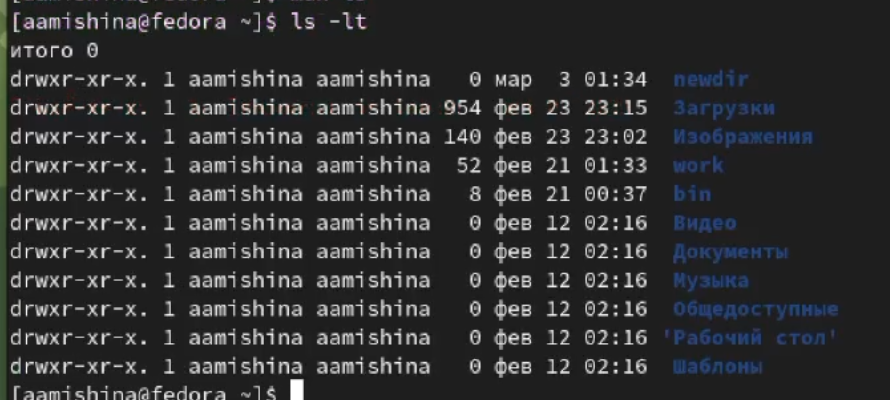 [aamishina@fedora ~]$ ls -lt
итого 0
drwxr-xr-x. 1 aamishina aamishina   0 мар  3 01:34  newdir
drwxr-xr-x. 1 aamishina aamishina 954 фев 23 23:15  Загрузки
drwxr-xr-x. 1 aamishina aamishina 140 фев 23 23:02  Изображения
drwxr-xr-x. 1 aamishina aamishina  52 фев 21 01:33  work
drwxr-xr-x. 1 aamishina aamishina   8 фев 21 00:37  bin
drwxr-xr-x. 1 aamishina aamishina   0 фев 12 02:16  Видео
drwxr-xr-x. 1 aamishina aamishina   0 фев 12 02:16  Документы
drwxr-xr-x. 1 aamishina aamishina   0 фев 12 02:16  Музыка
drwxr-xr-x. 1 aamishina aamishina   0 фев 12 02:16  Общедоступные
drwxr-xr-x. 1 aamishina aamishina   0 фев 12 02:16 'Рабочий стол'
drwxr-xr-x. 1 aamishina aamishina   0 фев 12 02:16  Шаблоны
[aamishina@fedora ~]$